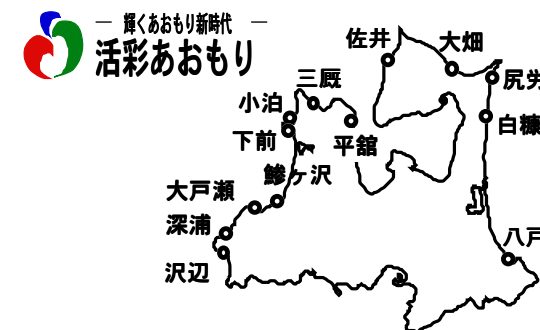 輝くあおもり新時代
活彩あおもり
佐井
大畑
三厩
尻労
小泊
白糠
下前
平舘
鰺ヶ沢
大戸瀬
深浦
八戸
沢辺